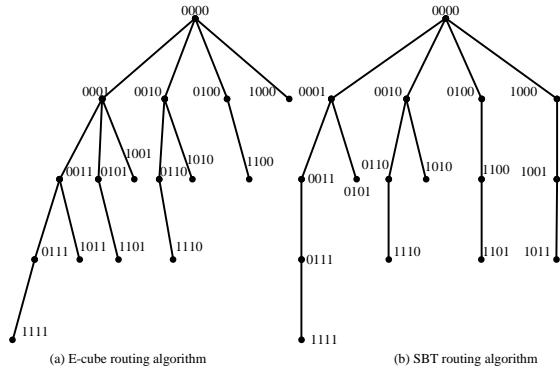 0000 0000
0001 0010 0100 1000 0001 0010 0100 1000
0011 0101 1001 0110 1010 1100 0011 0101 0110 1010 1100 1001
0111 1011 1101 1110 0111 1110 1101 1011
1111 1111
(a) E-cube routing algorithm (b) SBT routing algorithm